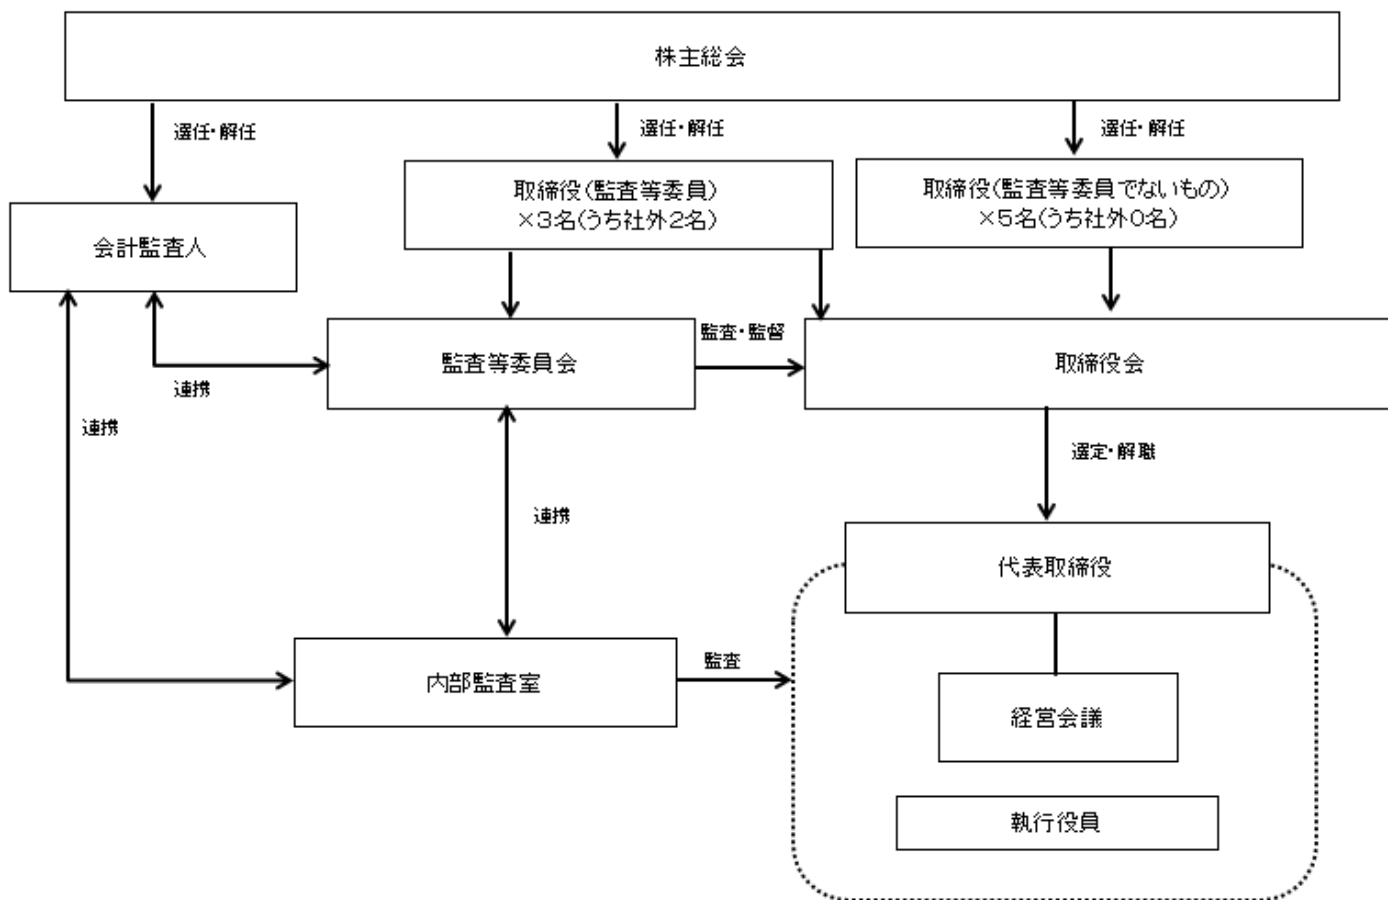 株主総会
選任・解任
選任・解任
選任・解任
取締役(監査等委員)
×3名(うち社外2名)
取締役(監査等委員でないもの)
×5名(うち社外0名)
会計監査人
監査等委員会
監査・監督
取締役会
連携
連携
選定・解職
連携
代表取締役
内部監査室
監査
経営会議
執行役員